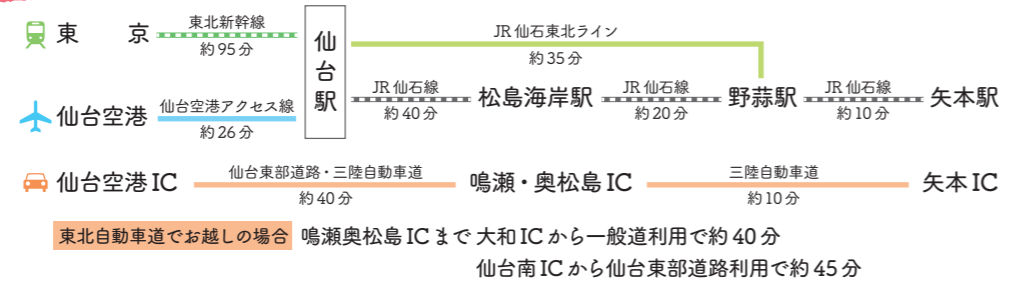 東京 東北新幹線 約95分 仙台駅 JR仙石東北ライン 約35分
仙台空港 仙台空港アクセス線 約26分 JR仙石線 約40分 松島海岸駅 JR仙石線 約20分 野蒜駅 JR仙石線 約10分 矢本駅
仙台空港IC 仙台東部道路・三陸自動車道 約40分 鳴瀬・奥松島IC 三陸自動車道 約10分 矢本IC
東北自動車道でお越しの場合 鳴瀬奥松島ICまで 大和ICから一般道利用で約40分
仙台南ICから仙台東部道路利用で約45分